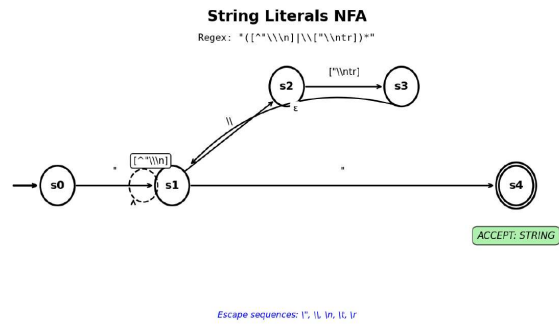 String Literals NFA
Regex: "([^"\\\n]|\\["\\ntr])*"
s2
["\\ntr]
s3
ε
\\
[^"\\\n]
"
"
s0
s1
s4
ACCEPT: STRING
Escape sequences: \", \\, \n, \t, \r